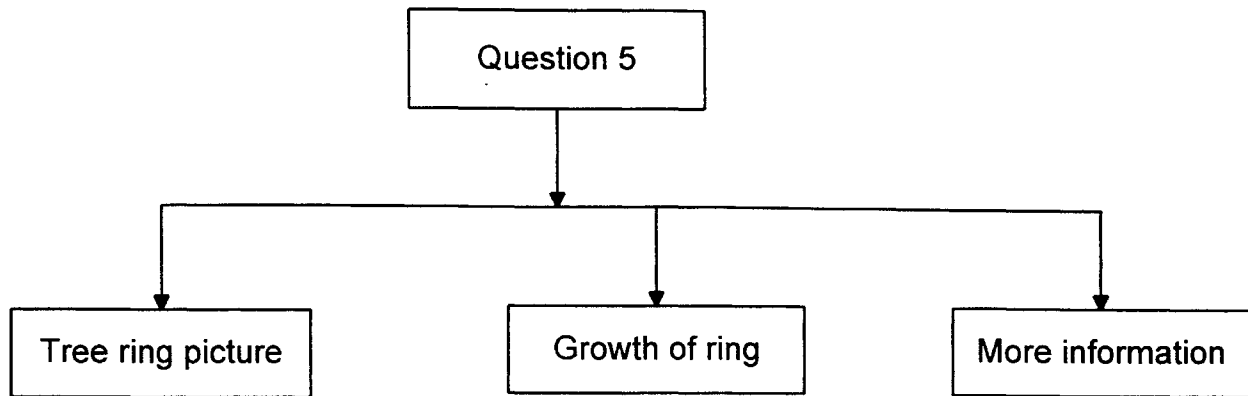 Question 5
Tree ring picture
Growth of ring
More information